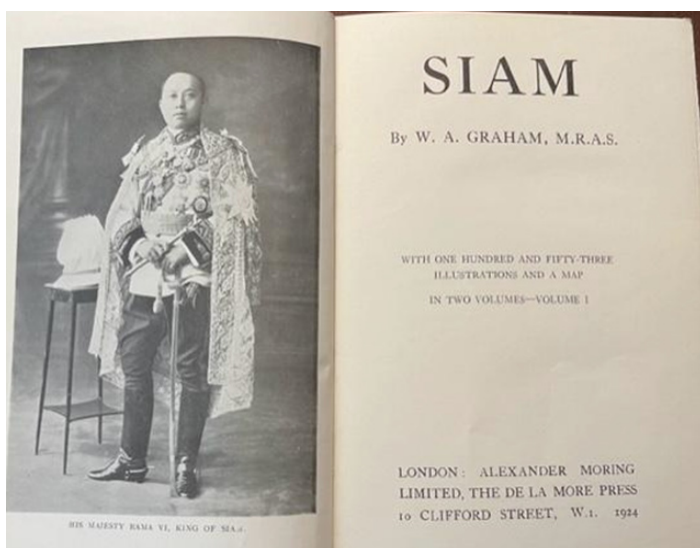 HIS MAJESTY RAMA VI, KING OF SIAM.
SIAM
By W. A. GRAHAM, M.R.A.S.
WITH ONE HUNDRED AND FIFTY-THREE
ILLUSTRATIONS AND A MAP
IN TWO VOLUMES—VOLUME I
LONDON: ALEXANDER MORING
LIMITED, THE DE LA MORE PRESS
10 CLIFFORD STREET, W.1. 1924